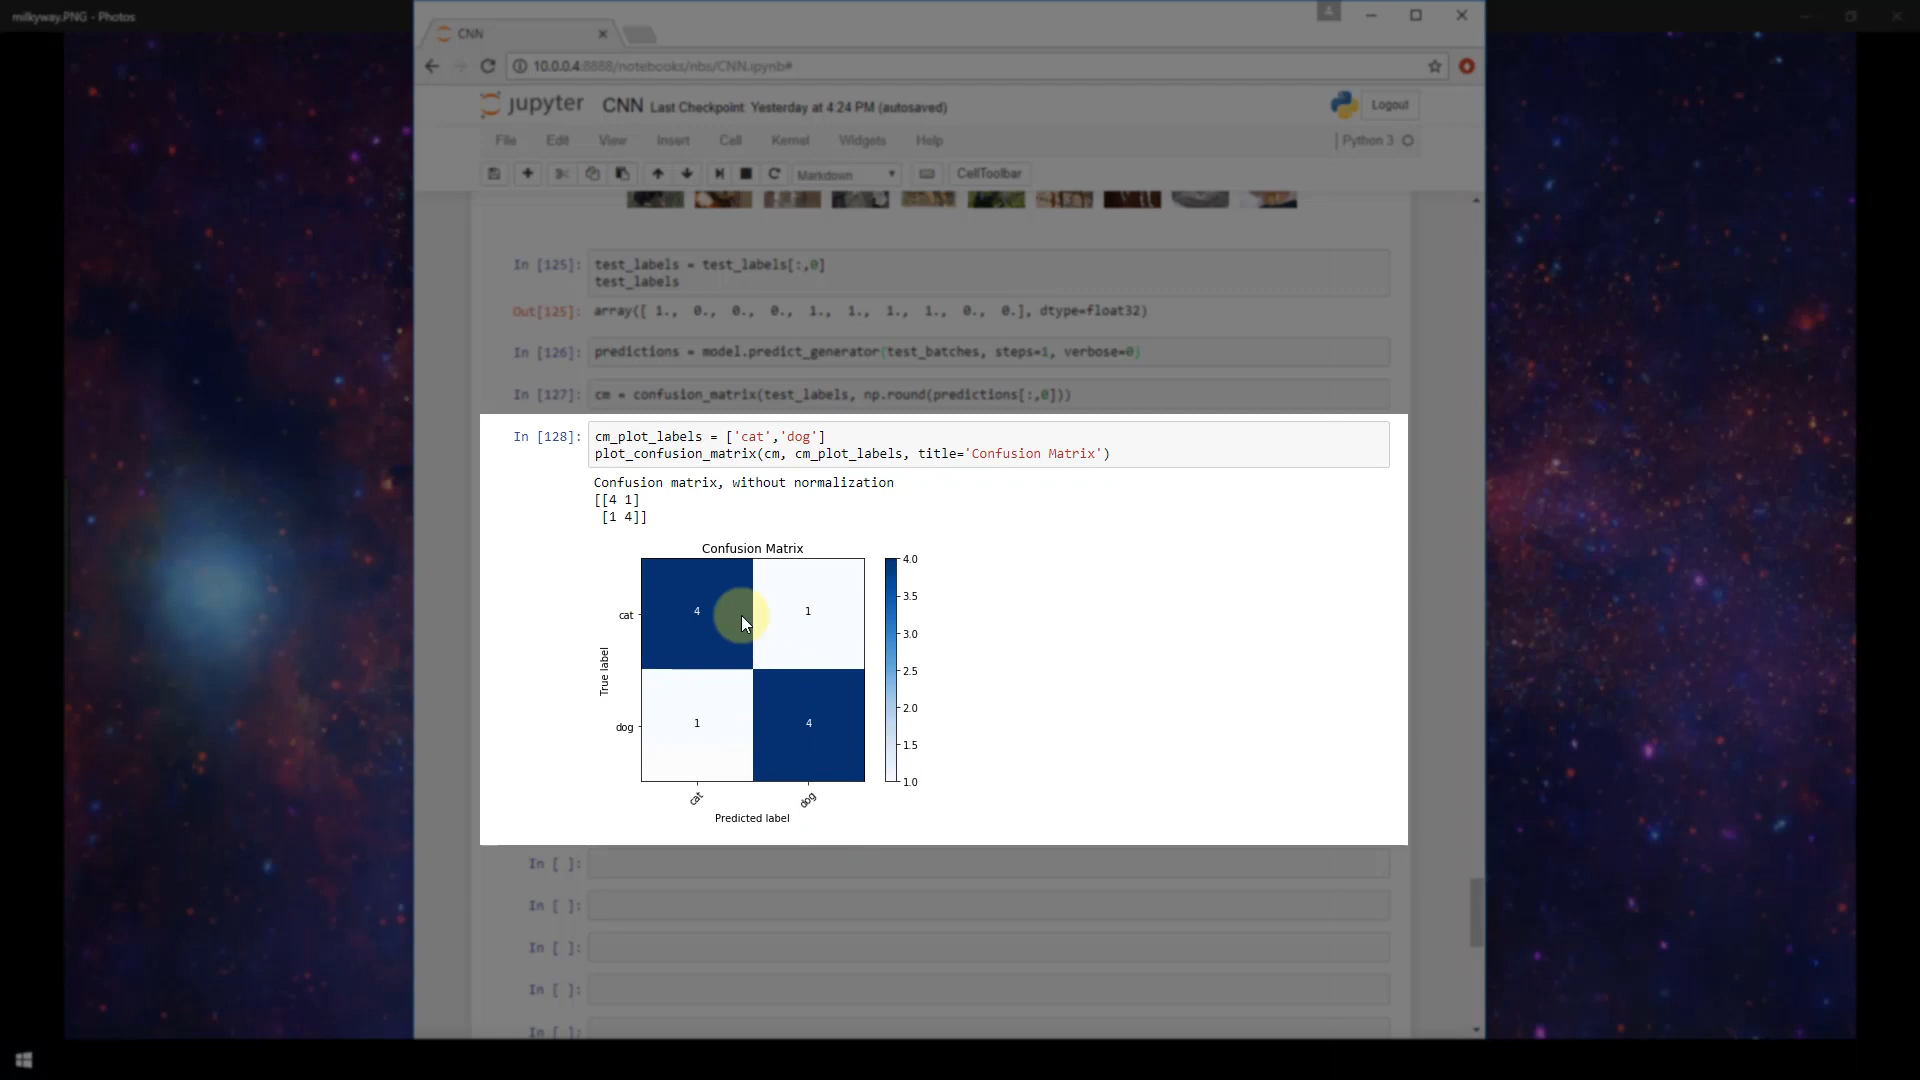 milkyway.PNG - Photos
CNN
10.0.0.4:8888/notebooks/nbs/CNN.ipynb#
jupyter CNN Last Checkpoint: Yesterday at 4:24 PM (autosaved)
Logout
File Edit View Insert Cell Kernel Widgets Help
Python 3
Markdown CellToolbar
In [125]: test_labels = test_labels[:,0]
test_labels
Out[125]: array([ 1., 0., 0., 0., 1., 1., 1., 1., 0., 0.], dtype=float32)
In [126]: predictions = model.predict_generator(test_batches, steps=1, verbose=0)
In [127]: cm = confusion_matrix(test_labels, np.round(predictions[:,0]))
In [128]: cm_plot_labels = ['cat','dog']
plot_confusion_matrix(cm, cm_plot_labels, title='Confusion Matrix')
Confusion matrix, without normalization
[[4 1]
[1 4]]
Confusion Matrix
True label
cat
4 1
dog
1 4
cat dog
Predicted label
4.0
3.5
3.0
2.5
2.0
1.5
1.0
In [ ]:
In [ ]:
In [ ]:
In [ ]:
In [ ]: